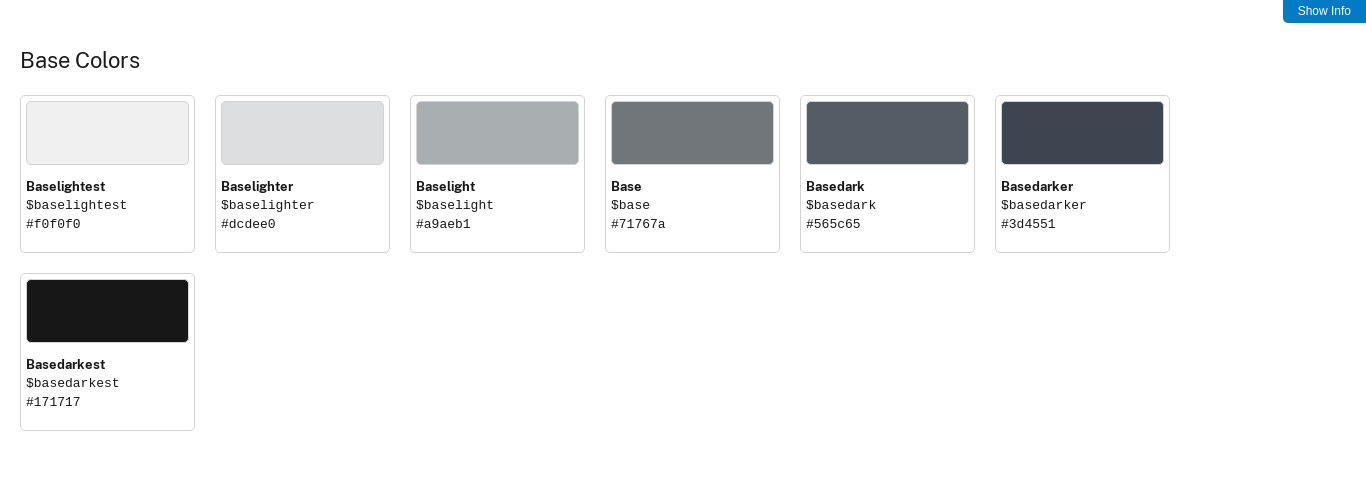 Show Info
Base Colors
Baselightest
$baselightest
#f0f0f0
Baselighter
$baselighter
#dcdee0
Baselight
$baselight
#a9aeb1
Base
$base
#71767a
Basedark
$basedark
#565c65
Basedarker
$basedarker
#3d4551
Basedarkest
$basedarkest
#171717